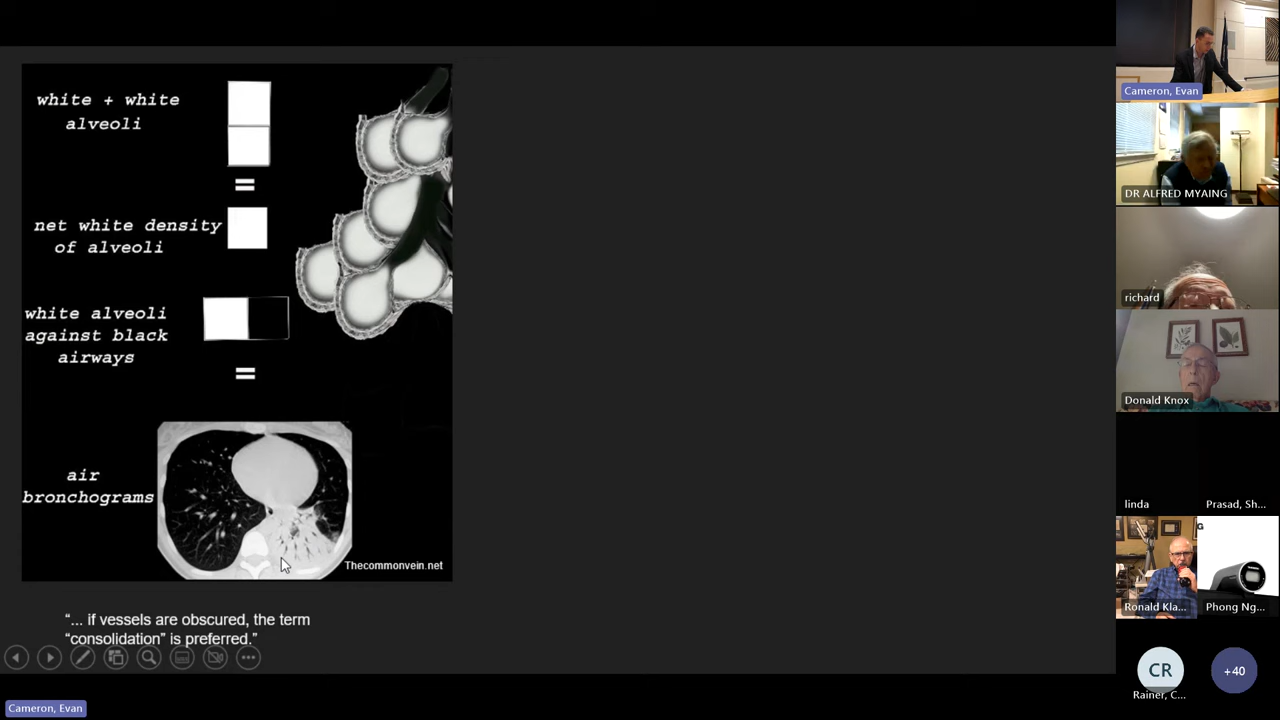 white + white
alveoli
=
net white density
of alveoli
white alveoli
against black
airways
=
air
bronchograms
Thecommonvein.net
“... if vessels are obscured, the term
“consolidation” is preferred.”
Cameron, Evan
Cameron, Evan
DR ALFRED MYAING
richard
Donald Knox
linda
Prasad, Sh...
Ronald Kla...
G
Phong Ng...
CR
Rainer, C...
+40